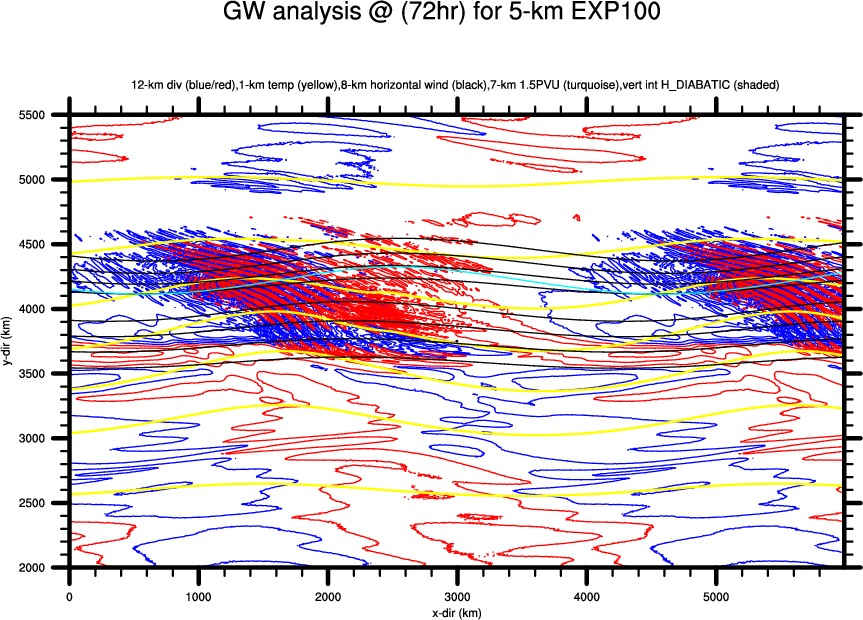 GW analysis @ (72hr) for 5-km EXP100
12-km div (blue/red),1-km temp (yellow),8-km horizontal wind (black),7-km 1.5PVU (turquoise),vert int H_DIABATIC (shaded)
5500
5000
4500
4000
3500
3000
2500
2000
y-dir (km)
0 1000 2000 3000 4000 5000
x-dir (km)